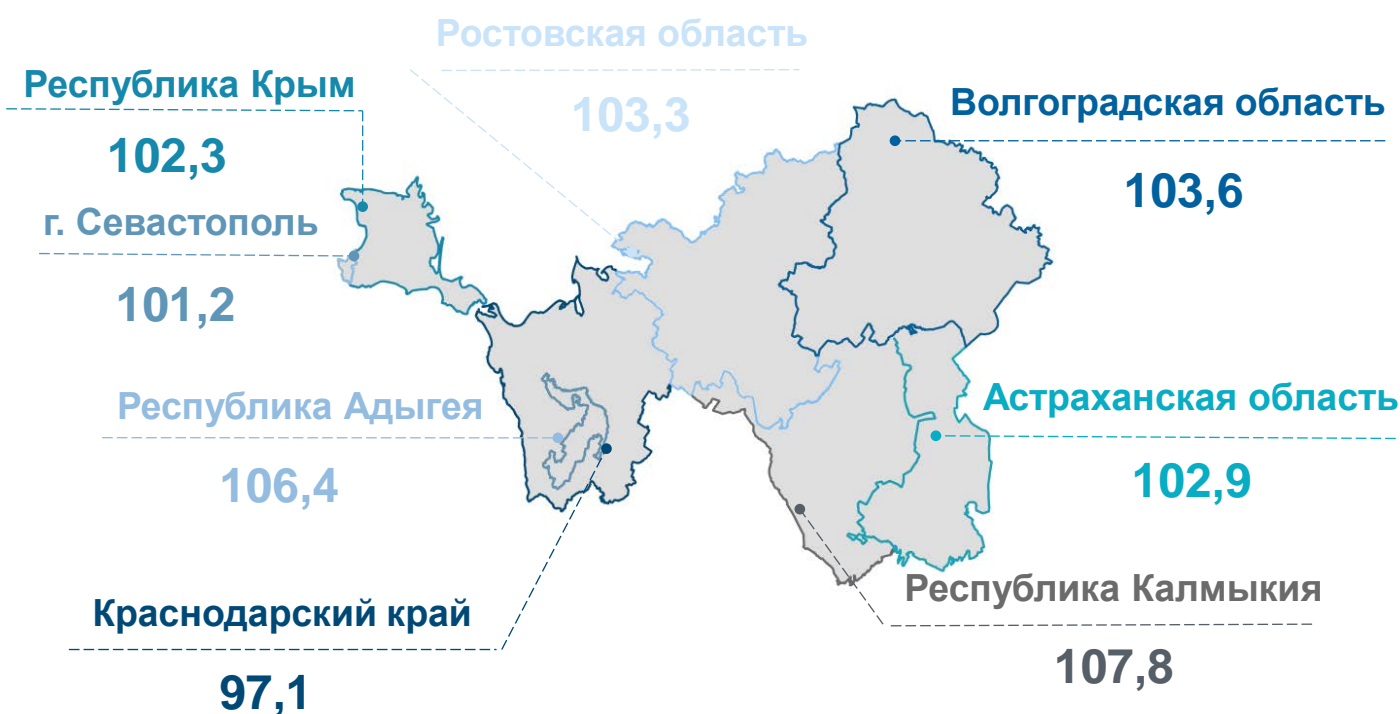 Ростовская область
103,3
Республика Крым
102,3
Волгоградская область
103,6
г. Севастополь
101,2
Республика Адыгея
106,4
Астраханская область
102,9
Республика Калмыкия
107,8
Краснодарский край
97,1